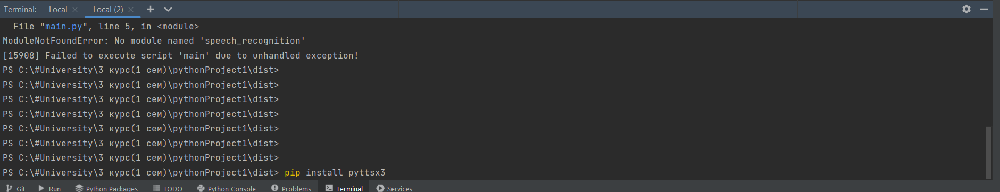 Terminal: Local × Local (2) ×
File "main.py", line 5, in <module>
ModuleNotFoundError: No module named 'speech_recognition'
[15908] Failed to execute script 'main' due to unhandled exception!
PS C:\#University\3 курс(1 сем)\pythonProject1\dist>
PS C:\#University\3 курс(1 сем)\pythonProject1\dist>
PS C:\#University\3 курс(1 сем)\pythonProject1\dist>
PS C:\#University\3 курс(1 сем)\pythonProject1\dist>
PS C:\#University\3 курс(1 сем)\pythonProject1\dist>
PS C:\#University\3 курс(1 сем)\pythonProject1\dist>
PS C:\#University\3 курс(1 сем)\pythonProject1\dist>
PS C:\#University\3 курс(1 сем)\pythonProject1\dist> pip install pyttsx3
Git Run Python Packages TODO Python Console Problems Terminal Services